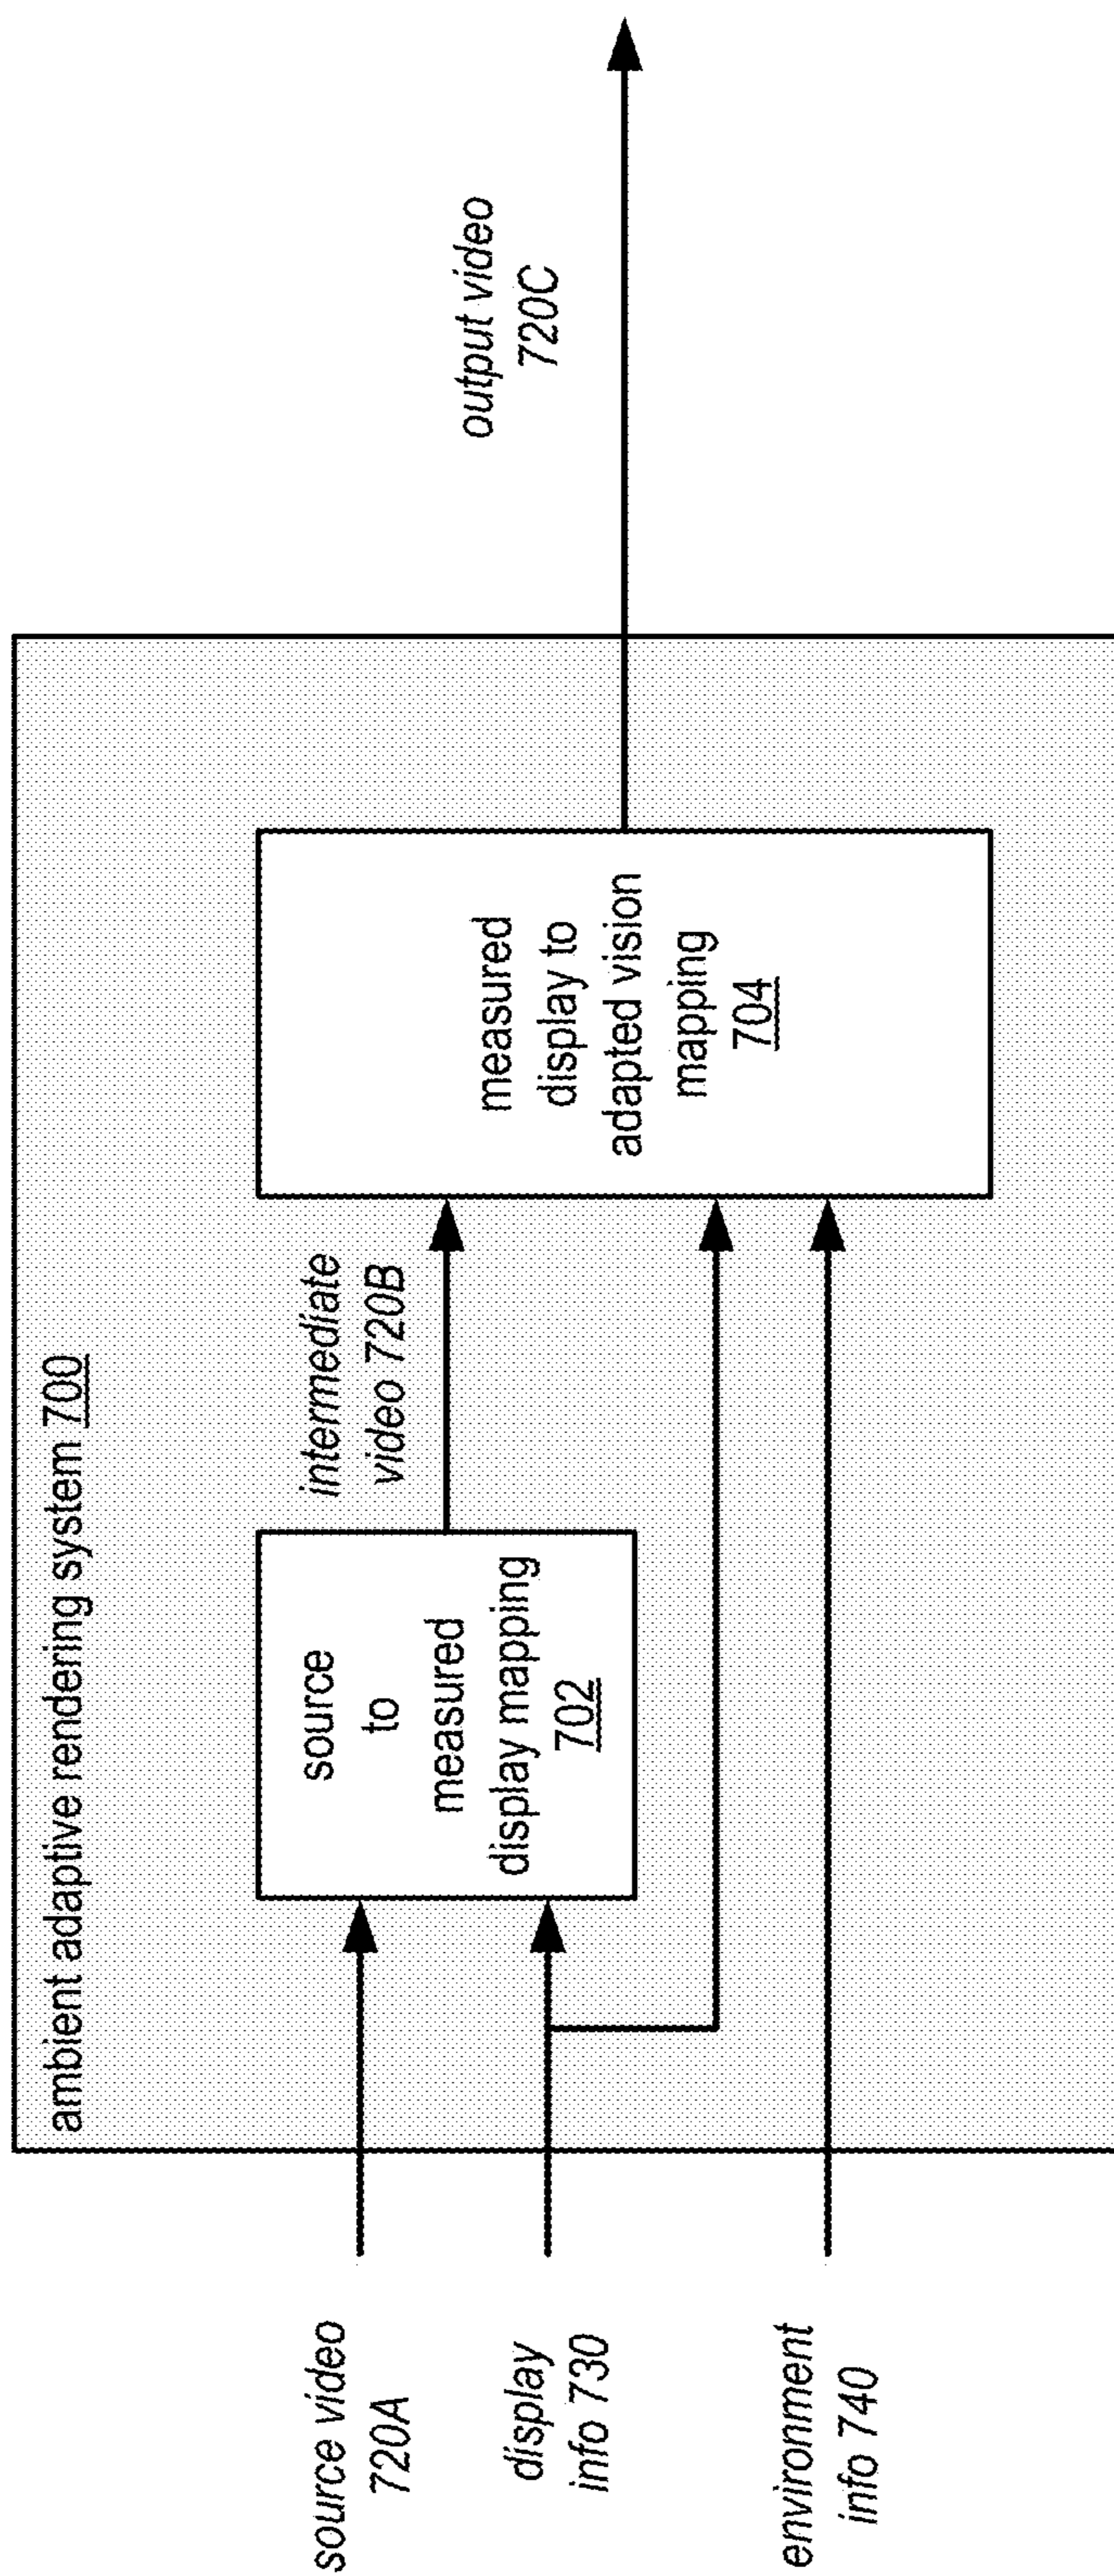 ambient adaptive rendering system 700
source video
720A
display
info 730
environment
info 740
source
to
measured
display mapping
702
intermediate
video 720B
measured
display to
adapted vision
mapping
704
output video
720C